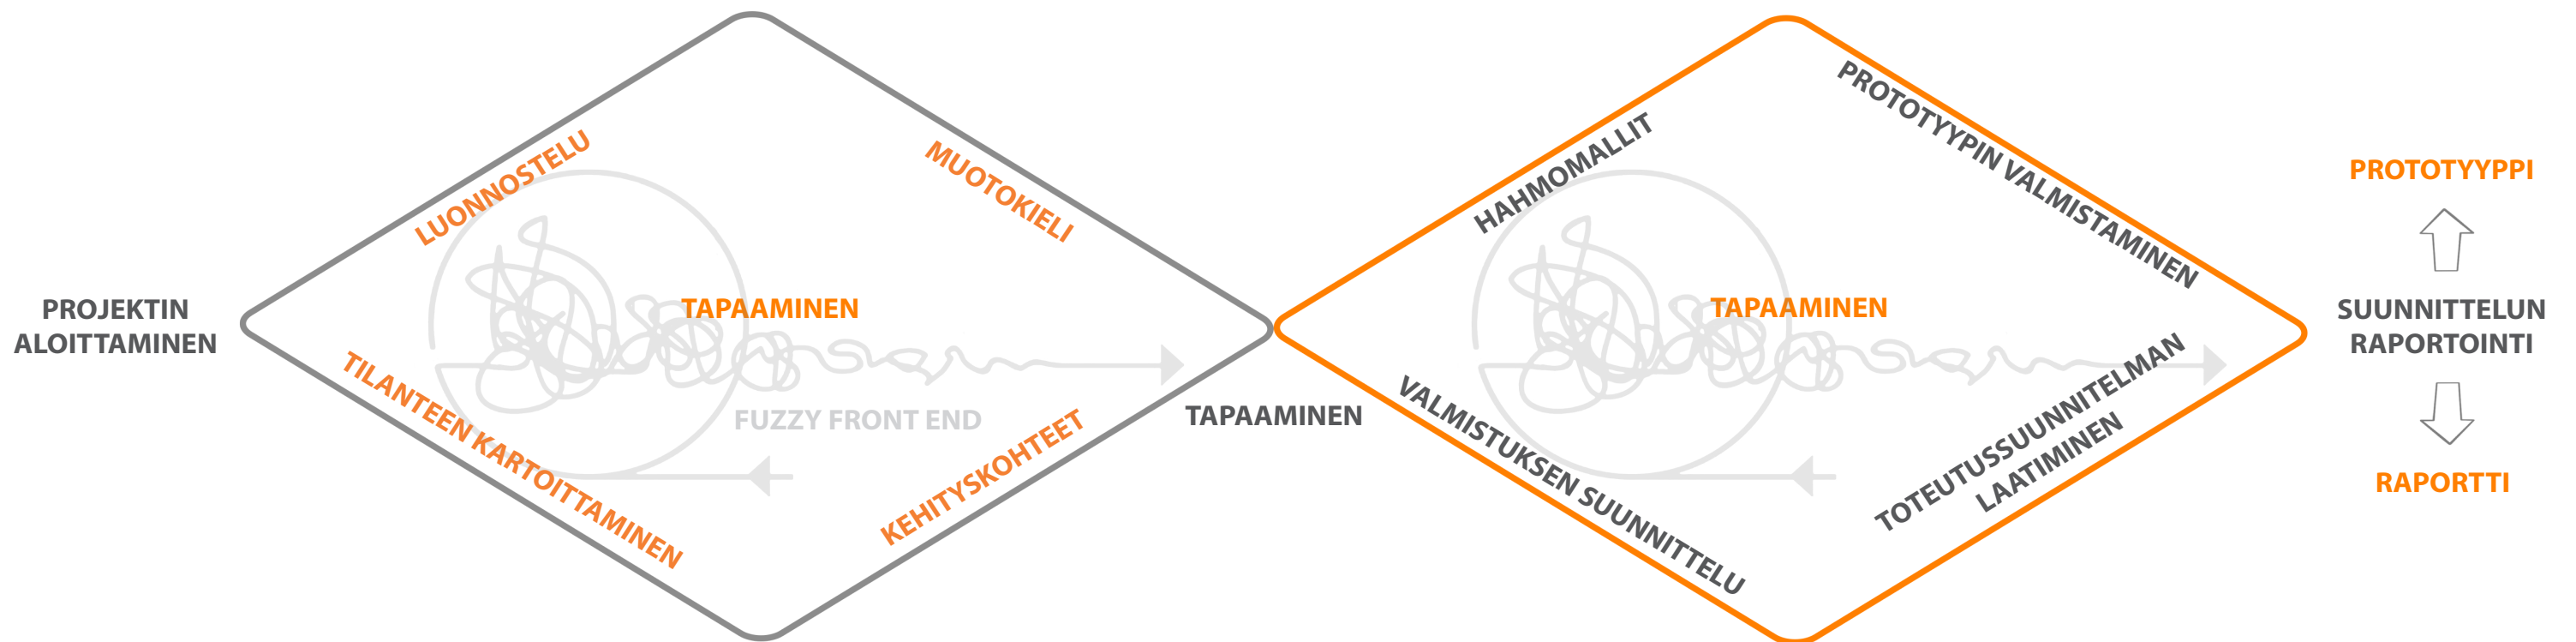 PROJEKTIN
ALOITTAMINEN
LUONNOSTELU
MUOTOKIELI
TAPAAMINEN
FUZZY FRONT END
TILANTEEN KARTOITTAMINEN
KEHITYSKOHTEET
TAPAAMINEN
HAHMOMALLIT
PROTOTYYPIN VALMISTAMINEN
TAPAAMINEN
VALMISTUKSEN SUUNNITTELU
TOTEUTUSSUUNNITELMAN
LAATIMINEN
PROTOTYYPPI
SUUNNITTELUN
RAPORTOINTI
RAPORTTI